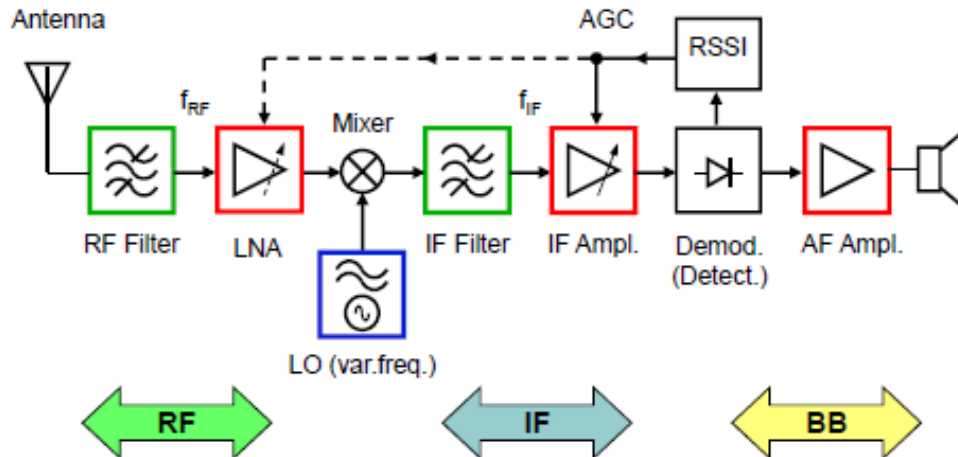 Antenna
AGC
RSSI
fRF
Mixer
fIF
RF Filter
LNA
IF Filter
IF Ampl.
Demod.
(Detect.)
AF Ampl.
LO (var.freq.)
RF
IF
BB